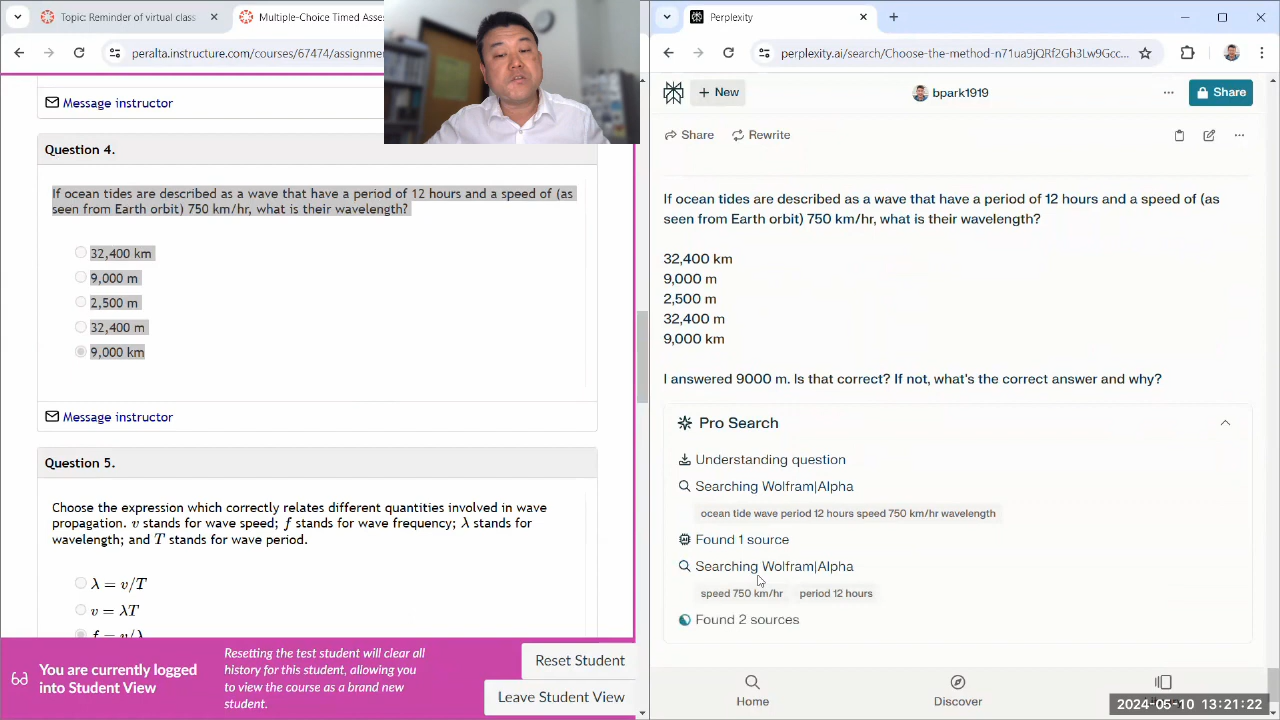 Topic: Reminder of virtual class
Multiple-Choice Timed Asses
peralta.instructure.com/courses/67474/assignm
Message instructor
Question 4.
If ocean tides are described as a wave that have a period of 12 hours and a speed of (as
seen from Earth orbit) 750 km/hr, what is their wavelength?
32,400 km
9,000 m
2,500 m
32,400 m
9,000 km
Message instructor
Question 5.
Choose the expression which correctly relates different quantities involved in wave
propagation. v stands for wave speed; f stands for wave frequency; λ stands for
wavelength; and T stands for wave period.
λ = v/T
v = λT
f = v/λ
You are currently logged
into Student View
Resetting the test student will clear all
history for this student, allowing you
to view the course as a brand new
student.
Reset Student
Leave Student View
Perplexity
perplexity.ai/search/Choose-the-method-n71ua9jQRf2Gh3Iw9Gcc...
New
bpark1919
Share
Share
Rewrite
If ocean tides are described as a wave that have a period of 12 hours and a speed of (as
seen from Earth orbit) 750 km/hr, what is their wavelength?
32,400 km
9,000 m
2,500 m
32,400 m
9,000 km
I answered 9000 m. Is that correct? If not, what's the correct answer and why?
Pro Search
Understanding question
Searching Wolfram|Alpha
ocean tide wave period 12 hours speed 750 km/hr wavelength
Found 1 source
Searching Wolfram|Alpha
speed 750 km/hr period 12 hours
Found 2 sources
Home
Discover
2024-05-10 13:21:22